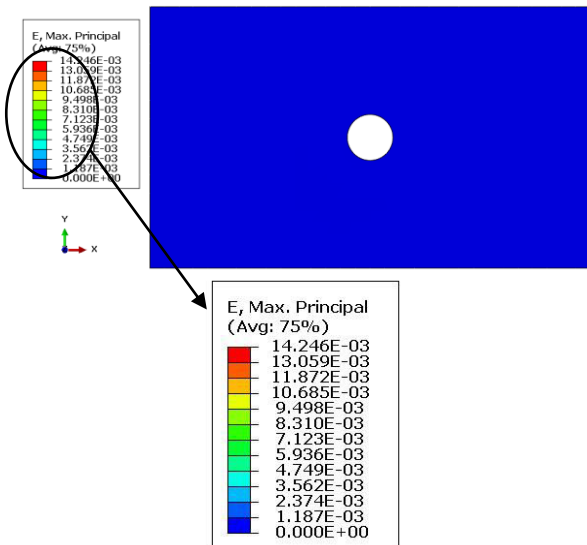 E, Max. Principal
(Avg: 75%)
14.246E-03
13.059E-03
11.872E-03
10.685E-03
9.498E-03
8.310E-03
7.123E-03
5.936E-03
4.749E-03
3.562E-03
2.374E-03
1.187E-03
0.000E+00
Y
X
E, Max. Principal
(Avg: 75%)
14.246E-03
13.059E-03
11.872E-03
10.685E-03
9.498E-03
8.310E-03
7.123E-03
5.936E-03
4.749E-03
3.562E-03
2.374E-03
1.187E-03
0.000E+00